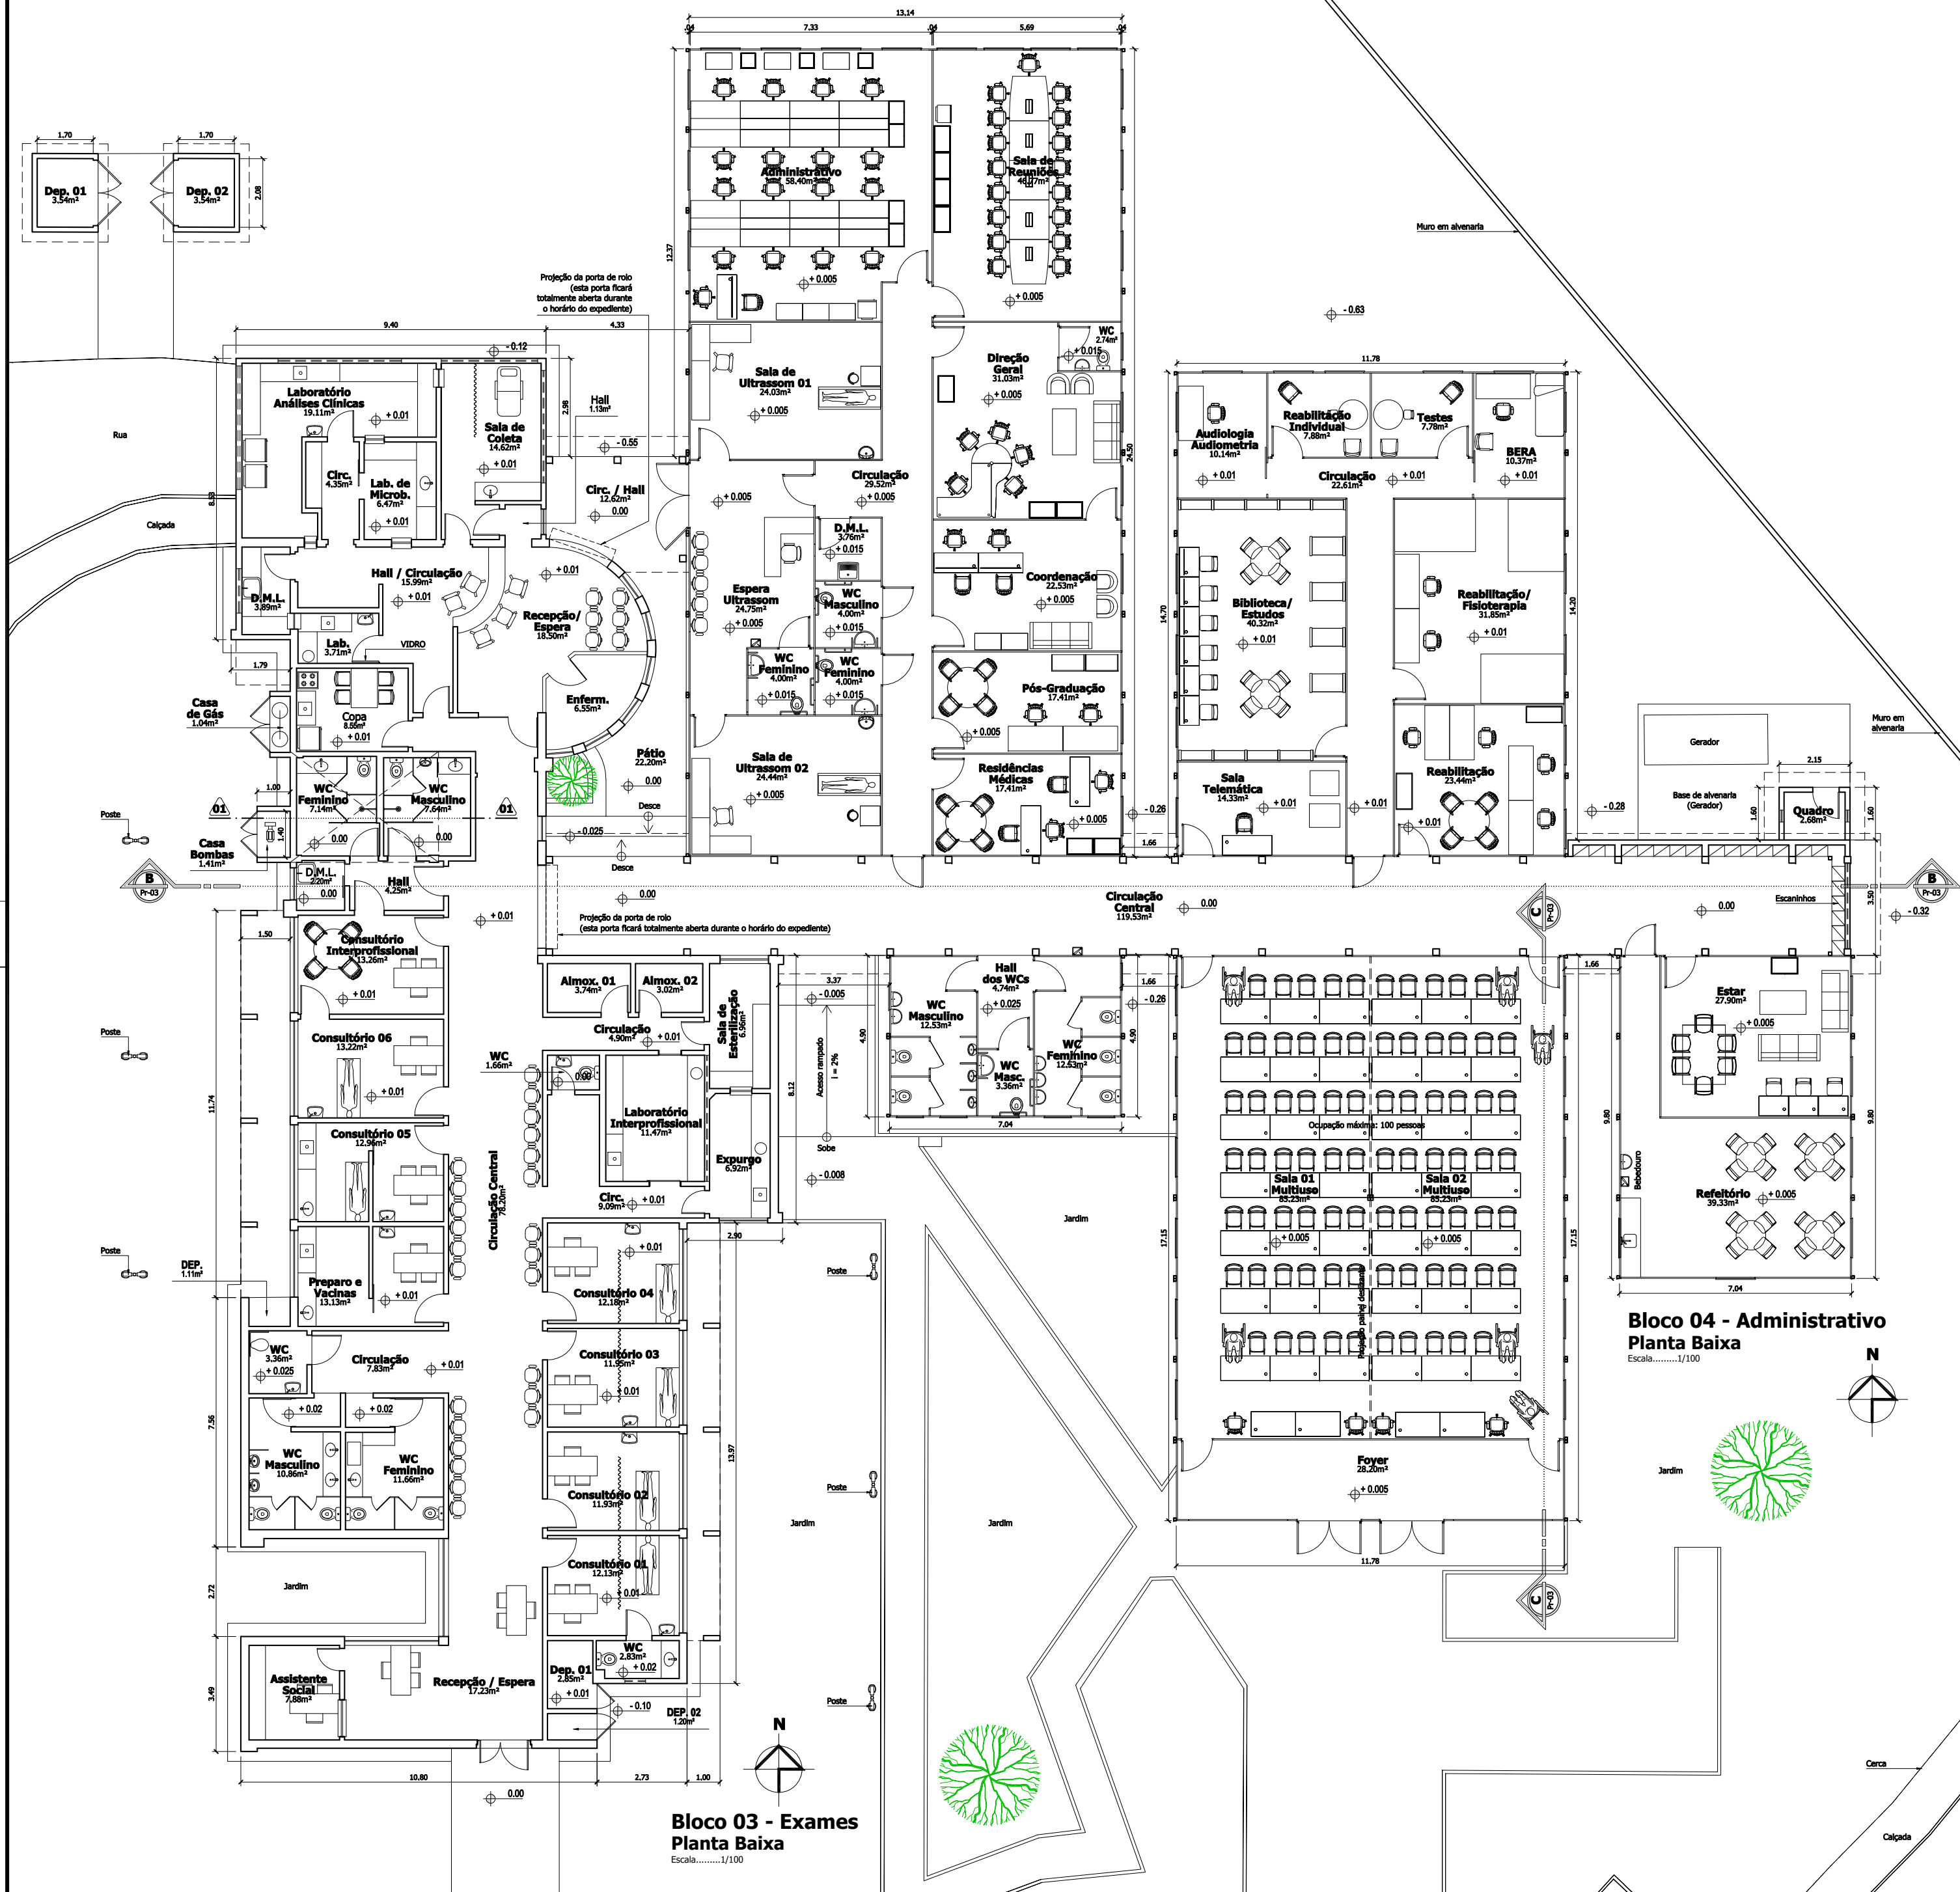 13.14
.04
7.33
.04
5.69
.04
1.70
1.70
Dep. 01
3.54m²
Dep. 02
3.54m²
2.08
12.37
24.50
Administrativo
58.40m²
+ 0.005
Sala de
Reuniões
+ 0.005
Muro em alvenaria
- 0.63
Projeção da porta de rolo
(esta porta ficará
totalmente aberta durante
o horário do expediente)
9.40
4.33
- 0.12
2.98
Hall
1.13m²
- 0.55
Rua
Calçada
8.53
Laboratório
Análises Clínicas
19.11m²
+ 0.01
Sala de
Coleta
14.62m²
+ 0.01
Circ.
4.35m²
Lab. de
Microb.
6.47m²
+ 0.01
Circ. / Hall
12.62m²
0.00
Sala de
Ultrassom 01
24.03m²
+ 0.005
Direção
Geral
31.03m²
+ 0.005
WC
2.74m²
+ 0.015
Circulação
29.52m²
+ 0.005
+ 0.005
D.M.L.
3.76m²
+ 0.015
11.78
Audiologia
Audiometria
10.14m²
+ 0.01
Reabilitação
Individual
7.88m²
Testes
7.78m²
BERA
10.37m²
+ 0.01
Circulação
22.61m²
+ 0.01
14.70
14.20
Hall / Circulação
15.99m²
+ 0.01
+ 0.01
D.M.L.
3.89m²
Recepção/
Espera
18.50m²
Lab.
3.71m²
VIDRO
1.79
Espera
Ultrassom
24.75m²
+ 0.005
WC
Masculino
4.00m²
+ 0.015
WC
Feminino
4.00m²
+ 0.015
WC
Feminino
4.00m²
+ 0.015
Coordenação
22.53m²
+ 0.005
Biblioteca/
Estudos
40.32m²
+ 0.01
Reabilitação/
Fisioterapia
31.85m²
+ 0.01
Casa
de Gás
1.04m²
Copa
8.55m²
+ 0.01
Enferm.
6.55m²
Pátio
22.20m²
0.00
Desce
Pós-Graduação
17.41m²
+ 0.005
Sala de
Ultrassom 02
24.44m²
+ 0.005
Residências
Médicas
17.41m²
+ 0.005
Sala
Telemática
14.33m²
+ 0.01
+ 0.01
Reabilitação
23.44m²
+ 0.01
Gerador
Base de alvenaria
(Gerador)
Muro em
alvenaria
2.15
1.60
Quadro
2.68m²
1.60
- 0.28
- 0.26
1.66
Poste
01
1.00
1.40
WC
Feminino
7.14m²
0.00
WC
Masculino
7.64m²
0.00
01
- 0.025
Desce
Casa
Bombas
1.41m²
B
Pr-03
D.M.L.
2.20m²
0.00
Hall
4.25m²
+ 0.01
0.00
Projeção da porta de rolo
(esta porta ficará totalmente aberta durante o horário do expediente)
Circulação
Central
119.53m²
0.00
C
Pr-03
0.00
Escaninhos
3.50
B
Pr-03
- 0.32
1.50
Consultório
Interprofissional
13.26m²
+ 0.01
Poste
Consultório 06
13.22m²
+ 0.01
11.74
Almox. 01
3.74m²
Almox. 02
3.02m²
Sala de
Esterilização
6.96m²
Circulação
4.90m²
+ 0.01
WC
1.66m²
0.00
3.37
- 0.005
Acesso rampado
i = 2%
8.12
Sobe
- 0.008
4.90
WC
Masculino
12.53m²
Hall
dos WCs
4.74m²
+ 0.025
WC
Masc.
3.36m²
WC
Feminino
12.53m²
4.90
7.04
1.66
- 0.26
1.66
Estar
27.90m²
+ 0.005
Laboratório
Interprofissional
11.47m²
Expurgo
6.92m²
Circ.
9.09m²
+ 0.01
2.90
Consultório 05
12.96m²
Circulação Central
78.20m²
Ocupação máxima: 100 pessoas
Sala 01
Multiuso
85.23m²
+ 0.005
Sala 02
Multiuso
85.23m²
+ 0.005
Projeção painel deslizante
17.15
17.15
9.80
9.80
Bebedouro
Refeitório
39.33m²
+ 0.005
7.04
Jardim
Poste
DEP.
1.11m²
Preparo e
Vacinas
13.13m²
+ 0.01
+ 0.01
Consultório 04
12.18m²
Poste
WC
3.36m²
+ 0.025
Circulação
7.83m²
+ 0.01
Consultório 03
11.95m²
+ 0.01
Bloco 04 - Administrativo
Planta Baixa
Escala.........1/100
N
+ 0.02
+ 0.02
7.56
WC
Masculino
10.86m²
WC
Feminino
11.66m²
Consultório 02
11.93m²
13.97
Poste
Jardim
Jardim
Foyer
28.20m²
+ 0.005
Jardim
11.78
C
Pr-03
2.72
Jardim
Consultório 01
12.13m²
+ 0.01
3.49
Assistente
Social
7.88m²
Recepção / Espera
17.23m²
Dep. 01
2.85m²
+ 0.01
WC
2.83m²
+ 0.02
- 0.10
DEP. 02
1.20m²
Poste
N
10.80
2.73
1.00
0.00
Bloco 03 - Exames
Planta Baixa
Escala.........1/100
Cerca
Calçada